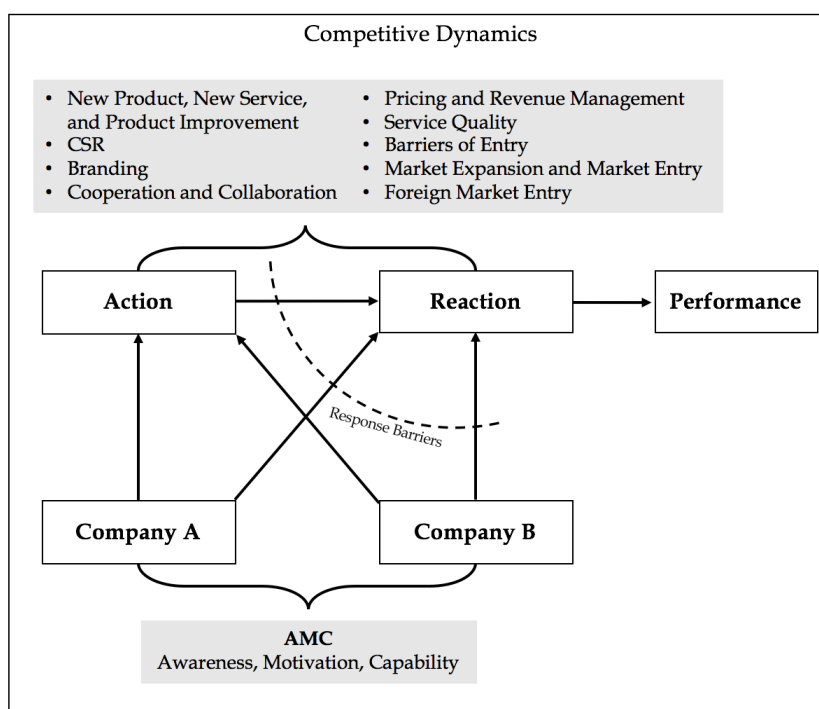 Competitive Dynamics
• New Product, New Service,
and Product Improvement
• CSR
• Branding
• Cooperation and Collaboration
• Pricing and Revenue Management
• Service Quality
• Barriers of Entry
• Market Expansion and Market Entry
• Foreign Market Entry
Action
Reaction
Performance
Response Barriers
Company A
Company B
AMC
Awareness, Motivation, Capability